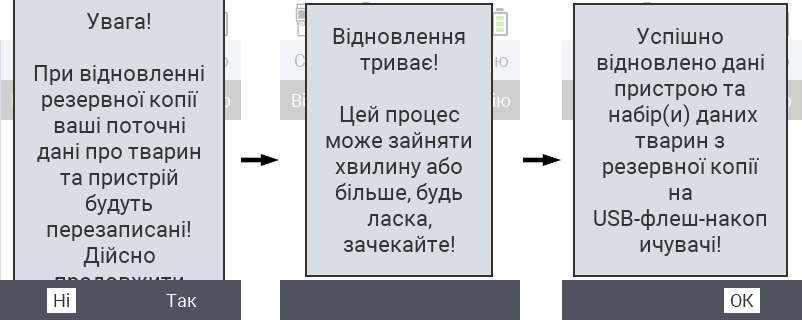 Увага!
При відновленні
резервної копії
ваші поточні
дані про тварин
та пристрій
будуть
перезаписані!
Дійсно
продовжити
Ні
Так
Відновлення
триває!
Цей процес
може зайняти
хвилину або
більше, будь
ласка,
зачекайте!
Успішно
відновлено дані
пристрою та
набір(и) даних
тварин з
резервної копії
на
USB-флеш-накоп
ичувачі!
OK